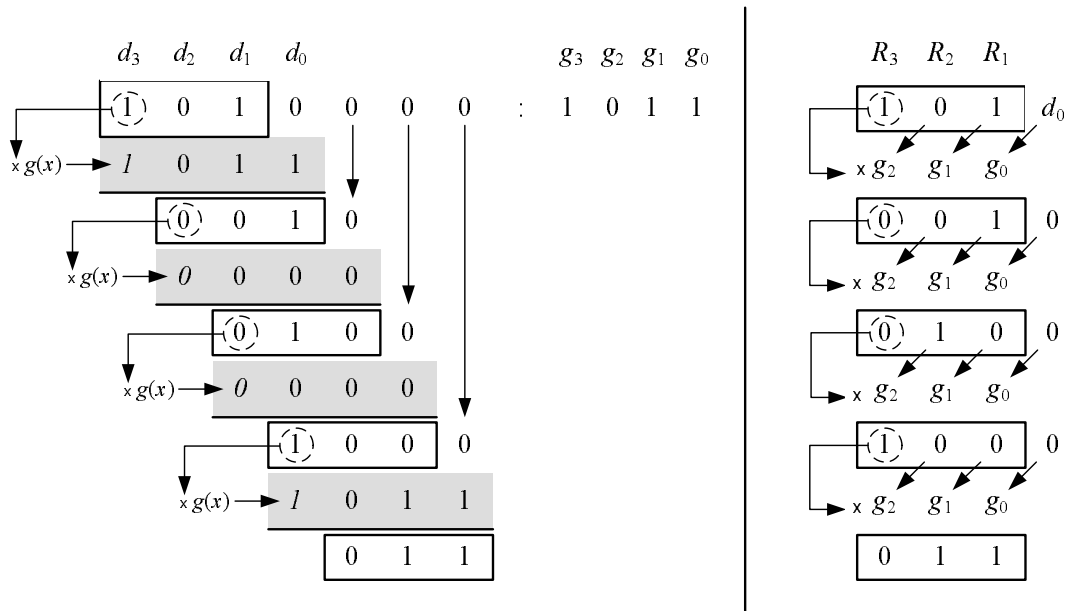 d₃ d₂ d₁ d₀ g₃ g₂ g₁ g₀ R₃ R₂ R₁
1 0 1 0 0 0 0 : 1 0 1 1 1 0 1 d₀
x g(x) 1 0 1 1 x g₂ g₁ g₀
0 0 1 0 0 0 1 0
x g(x) 0 0 0 0 x g₂ g₁ g₀
0 1 0 0 0 1 0 0
x g(x) 0 0 0 0 x g₂ g₁ g₀
1 0 0 0 1 0 0 0
x g(x) 1 0 1 1 x g₂ g₁ g₀
0 1 1 0 1 1